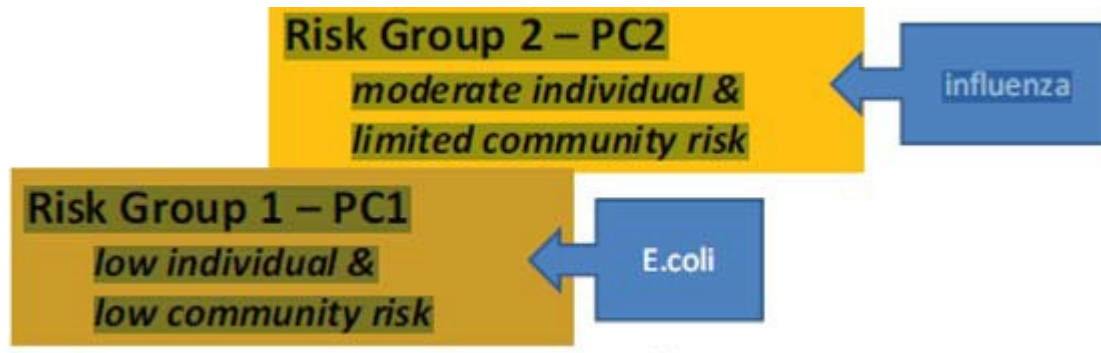 Risk Group 2 – PC2
moderate individual &
limited community risk
influenza
Risk Group 1 – PC1
low individual &
low community risk
E.coli